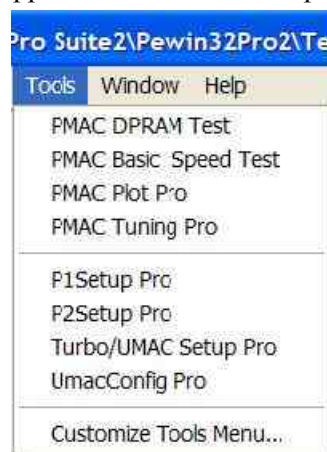 Pro Suite2\Pewin32Pro2\Te
Tools Window Help
PMAC DPRAM Test
PMAC Basic Speed Test
PMAC Plot Pro
PMAC Tuning Pro
P1Setup Pro
P2Setup Pro
Turbo/UMAC Setup Pro
UmacConfig Pro
Customize Tools Menu...